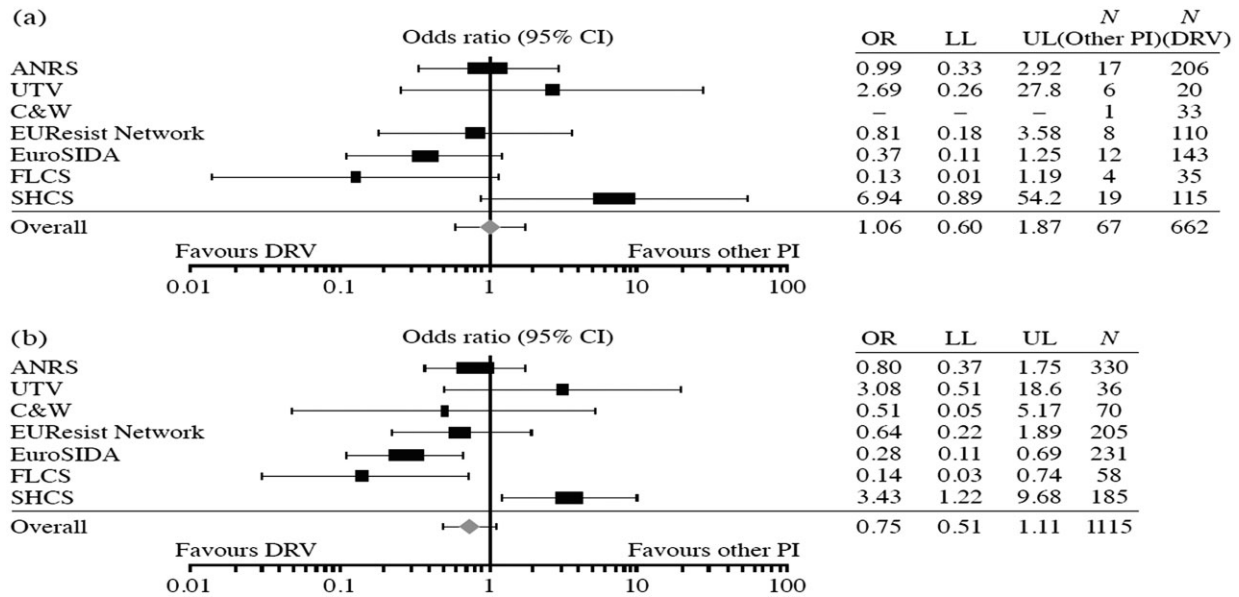 (a)
N N
Odds ratio (95% CI) OR LL UL(Other PI)(DRV)
ANRS 0.99 0.33 2.92 17 206
UTV 2.69 0.26 27.8 6 20
C&W – – – 1 33
EUResist Network 0.81 0.18 3.58 8 110
EuroSIDA 0.37 0.11 1.25 12 143
FLCS 0.13 0.01 1.19 4 35
SHCS 6.94 0.89 54.2 19 115
Overall 1.06 0.60 1.87 67 662
Favours DRV Favours other PI
0.01 0.1 1 10 100
(b)
Odds ratio (95% CI) OR LL UL N
ANRS 0.80 0.37 1.75 330
UTV 3.08 0.51 18.6 36
C&W 0.51 0.05 5.17 70
EUResist Network 0.64 0.22 1.89 205
EuroSIDA 0.28 0.11 0.69 231
FLCS 0.14 0.03 0.74 58
SHCS 3.43 1.22 9.68 185
Overall 0.75 0.51 1.11 1115
Favours DRV Favours other PI
0.01 0.1 1 10 100